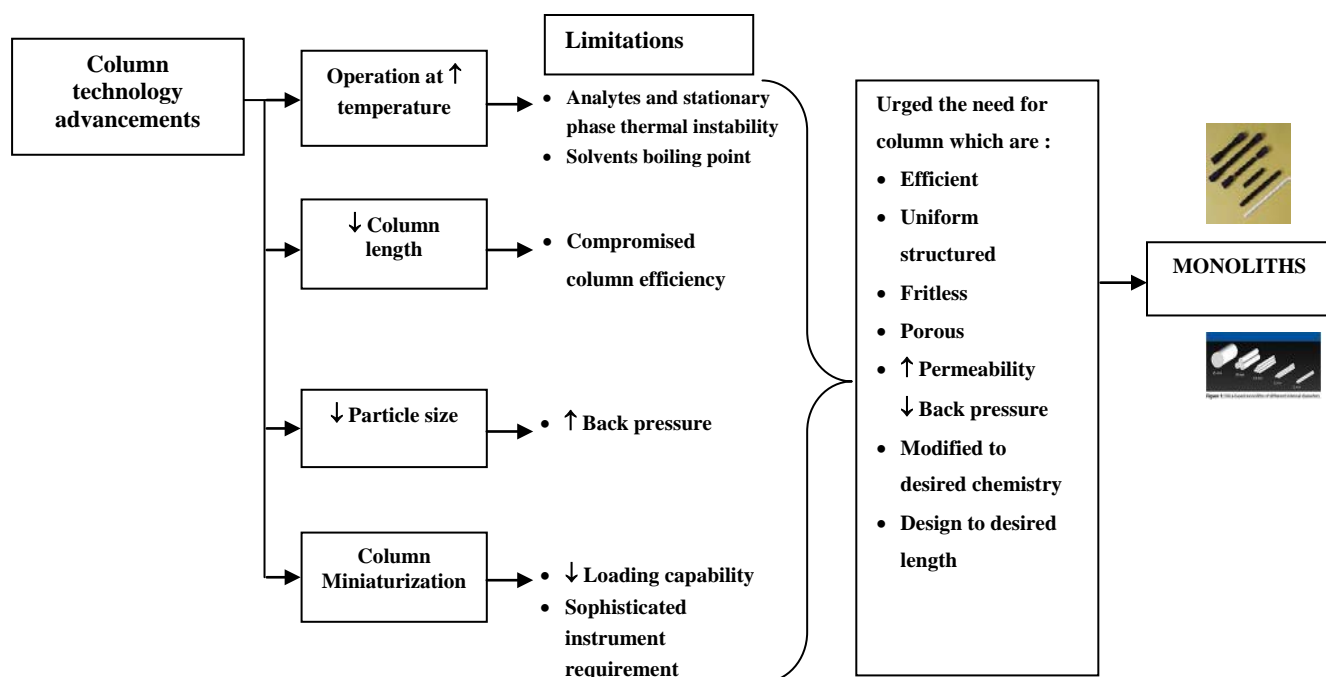 Column
technology
advancements
Operation at ↑
temperature
↓ Column
length
↓ Particle size
Column
Miniaturization
Limitations
• Analytes and stationary
phase thermal instability
• Solvents boiling point
• Compromised
column efficiency
• ↑ Back pressure
• ↓ Loading capability
• Sophisticated
instrument
requirement
Urged the need for
column which are :
• Efficient
• Uniform
structured
• Fritless
• Porous
• ↑ Permeability
↓ Back pressure
• Modified to
desired chemistry
• Design to desired
length
MONOLITHS